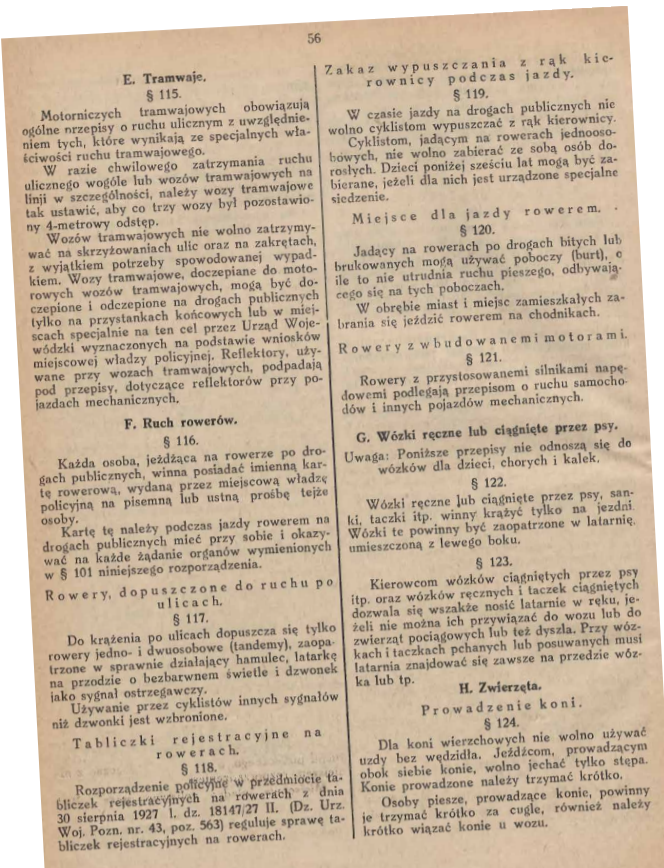 56
E. Tramwaje.
§ 115.
Motorniczych tramwajowych obowiązują
ogólne przepisy o ruchu ulicznym z uwzględnie-
niem tych, które wynikają ze specjalnych wła-
ściwości ruchu tramwajowego.
W razie chwilowego zatrzymania ruchu
ulicznego wogóle lub wozów tramwajowych na
linji w szczególności, należy wozy tramwajowe
tak ustawić, aby co trzy wozy był pozostawio-
ny 4-metrowy odstęp.
Wozów tramwajowych nie wolno zatrzymy-
wać na skrzyżowaniach ulic oraz na zakrętach,
z wyjątkiem potrzeby spowodowanej wypad-
kiem. Wozy tramwajowe, doczepiane do moto-
rowych wozów tramwajowych, mogą być do-
czepione i odczepione na drogach publicznych
tylko na przystankach końcowych lub w miej-
scach specjalnie na ten cel przez Urząd Woje-
wódzki wyznaczonych na podstawie wniosków
miejscowej władzy policyjnej. Reflektory, uży-
wane przy wozach tramwajowych, podpadają
pod przepisy, dotyczące reflektorów przy po-
jazdach mechanicznych.
F. Ruch rowerów.
§ 116.
Każda osoba, jeżdżąca na rowerze po dro-
gach publicznych, winna posiadać imienną kar-
tę rowerową, wydaną przez miejscową władzę
policyjną na pisemną lub ustną prośbę tejże
osoby.
Kartę tę należy podczas jazdy rowerem na
drogach publicznych mieć przy sobie i okazy-
wać na każde żądanie organów wymienionych
w § 101 niniejszego rozporządzenia.
Rowery, dopuszczone do ruchu po
ulicach.
§ 117.
Do krążenia po ulicach dopuszcza się tylko
rowery jedno- i dwuosobowe (tandemy), zaopa-
trzone w sprawnie działający hamulec, latarkę
na przodzie o bezbarwnem świetle i dzwonek
jako sygnał ostrzegawczy.
Używanie przez cyklistów innych sygnałów
niż dzwonki jest wzbronione.
Tabliczki rejestracyjne na
rowerach.
§ 118.
Rozporządzenie policyjne w przedmiocie ta-
bliczek rejestracyjnych na rowerach z dnia
30 sierpnia 1927 l. dz. 18147/27 II. (Dz. Urz.
Woj. Pozn. nr. 43, poz. 563) reguluje sprawę ta-
bliczek rejestracyjnych na rowerach.
Zakaz wypuszczania z rąk kie-
rownicy podczas jazdy.
§ 119.
W czasie jazdy na drogach publicznych nie
wolno cyklistom wypuszczać z rąk kierownicy.
Cyklistom, jadącym na rowerach jednooso-
bowych, nie wolno zabierać ze sobą osób do-
rosłych. Dzieci poniżej sześciu lat mogą być za-
bierane, jeżeli dla nich jest urządzone specjalne
siedzenie.
Miejsce dla jazdy rowerem.
§ 120.
Jadący na rowerach po drogach bitych lub
brukowanych mogą używać poboczy (burt), o
ile to nie utrudnia ruchu pieszego, odbywają-
cego się na tych poboczach.
W obrębie miast i miejsc zamieszkałych za-
brania się jeździć rowerem na chodnikach.
Rowery z wbudowanemi motorami.
§ 121.
Rowery z przystosowanemi silnikami napę-
dowemi podlegają przepisom o ruchu samocho-
dów i innych pojazdów mechanicznych.
G. Wózki ręczne lub ciągnięte przez psy.
Uwaga: Poniższe przepisy nie odnoszą się do
wózków dla dzieci, chorych i kalek.
§ 122.
Wózki ręczne lub ciągnięte przez psy, san-
ki, taczki itp. winny krążyć tylko na jezdni
Wózki te powinny być zaopatrzone w latarnię,
umieszczoną z lewego boku.
§ 123.
Kierowcom wózków ciągniętych przez psy
itp. oraz wózków ręcznych i taczek ciągniętych
dozwala się wszakże nosić latarnie w ręku, je-
żeli nie można ich przywiązać do wozu lub do
zwierząt pociągowych lub też dyszla. Przy wóz-
kach i taczkach pchanych lub posuwanych musi
latarnia znajdować się zawsze na przedzie wóz-
ka lub tp.
H. Zwierzęta.
Prowadzenie koni.
§ 124.
Dla koni wierzchowych nie wolno używać
uzdy bez wędzidła. Jeźdźcom, prowadzącym
obok siebie konie, wolno jechać tylko stępa.
Konie prowadzone należy trzymać krótko.
Osoby piesze, prowadzące konie, powinny
je trzymać krótko za cugle, również należy
krótko wiązać konie u wozu.